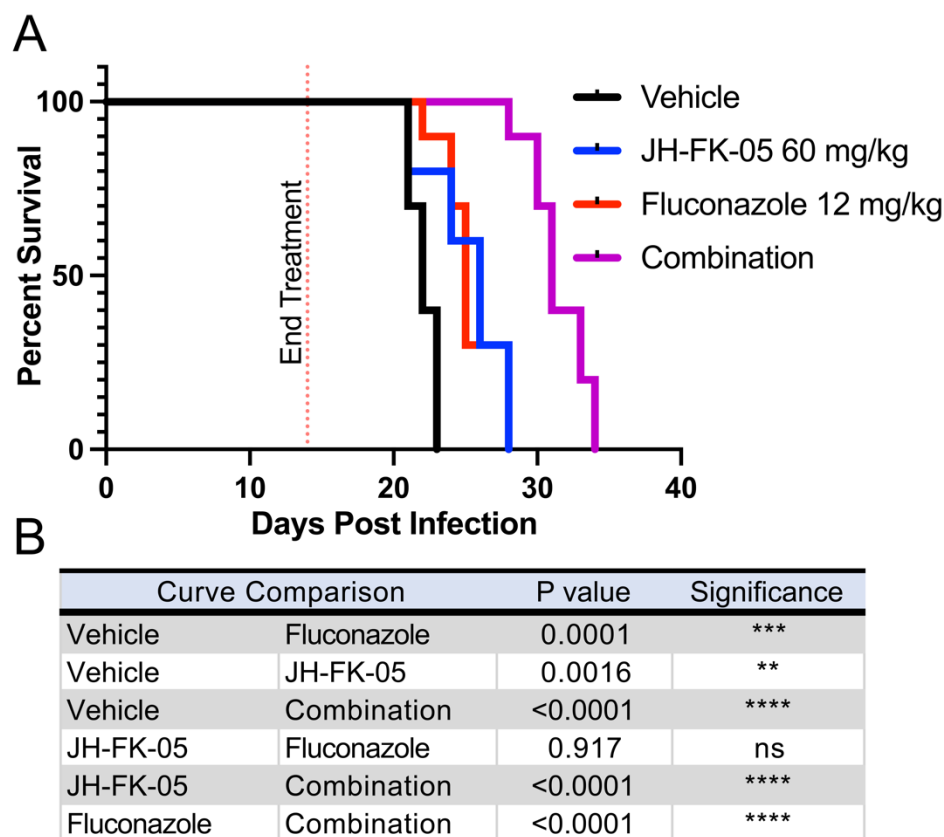 A
100
50
0
Percent Survival
End Treatment
Vehicle
JH-FK-05 60 mg/kg
Fluconazole 12 mg/kg
Combination
0 10 20 30 40
Days Post Infection
B
Curve Comparison P value Significance
Vehicle Fluconazole 0.0001 ***
Vehicle JH-FK-05 0.0016 **
Vehicle Combination <0.0001 ****
JH-FK-05 Fluconazole 0.917 ns
JH-FK-05 Combination <0.0001 ****
Fluconazole Combination <0.0001 ****